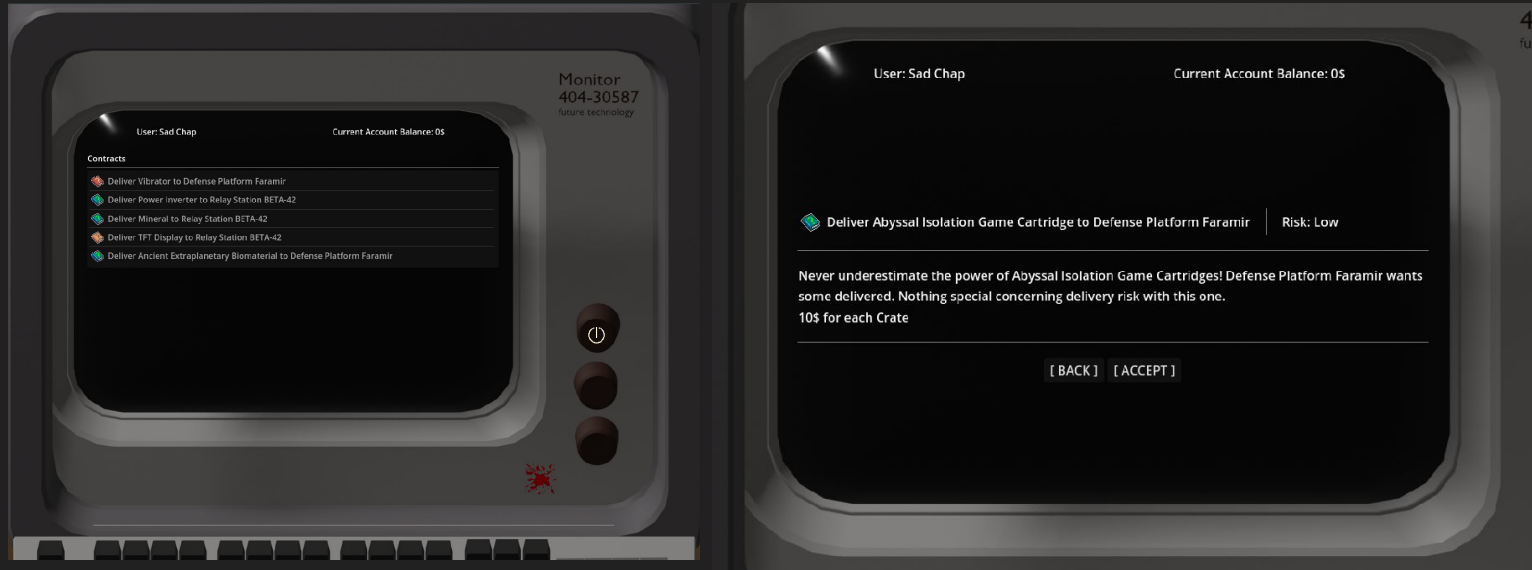 Monitor
404-30587
future technology
User: Sad Chap
Current Account Balance: 0$
Contracts
Deliver Vibrator to Defense Platform Faramir
Deliver Power Inverter to Relay Station BETA-42
Deliver Mineral to Relay Station BETA-42
Deliver TFT Display to Relay Station BETA-42
Deliver Ancient Extraplanetary Biomaterial to Defense Platform Faramir
4
fu
User: Sad Chap
Current Account Balance: 0$
Deliver Abyssal Isolation Game Cartridge to Defense Platform Faramir
Risk: Low
Never underestimate the power of Abyssal Isolation Game Cartridges! Defense Platform Faramir wants
some delivered. Nothing special concerning delivery risk with this one.
10$ for each Crate
[ BACK ] [ ACCEPT ]